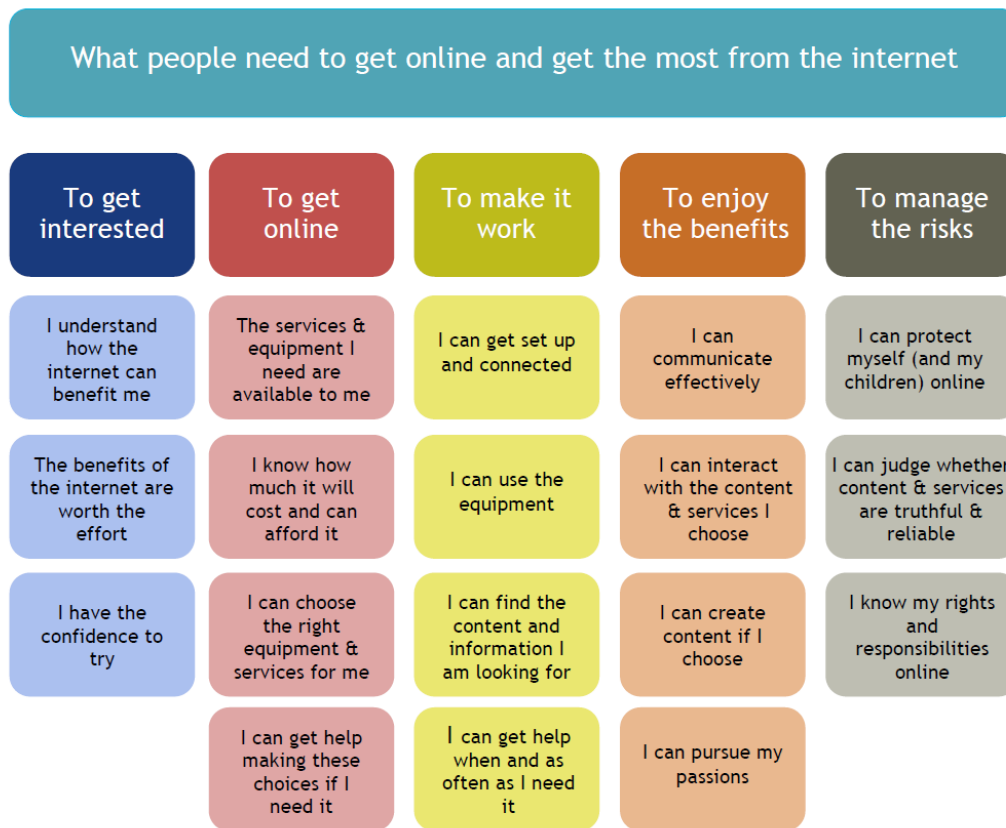 What people need to get online and get the most from the internet
To get
interested
I understand
how the
internet can
benefit me
The benefits of
the internet are
worth the
effort
I have the
confidence to
try
To get
online
The services &
equipment I
need are
available to me
I know how
much it will
cost and can
afford it
I can choose
the right
equipment &
services for me
I can get help
making these
choices if I
need it
To make it
work
I can get set up
and connected
I can use the
equipment
I can find the
content and
information I
am looking for
I can get help
when and as
often as I need
it
To enjoy
the benefits
I can
communicate
effectively
I can interact
with the content
& services I
choose
I can create
content if I
choose
I can pursue my
passions
To manage
the risks
I can protect
myself (and my
children) online
I can judge whether
content & services
are truthful &
reliable
I know my rights
and
responsibilities
online